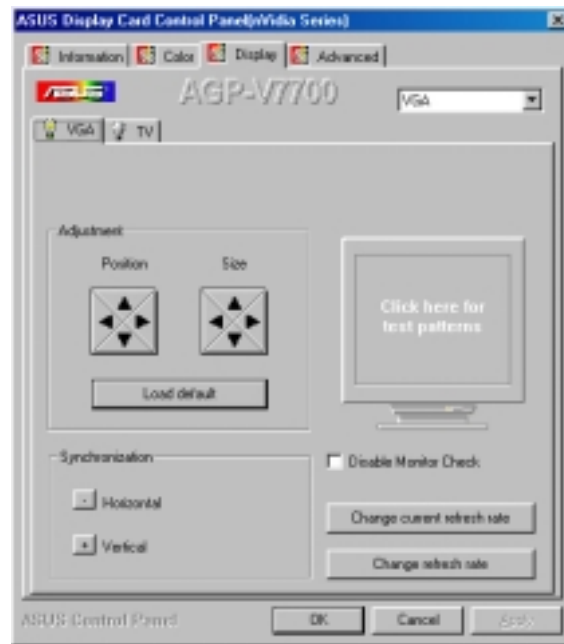 ASUS Display Card Control Panel(nVidia Series)
Information Color Display Advanced
ASUS AGP-V7700 VGA
VGA TV
Adjustment
Position Size
Load default
Click here for
test patterns
Synchronization
- Horizontal
+ Vertical
Disable Monitor Check
Change current refresh rate
Change refresh rate
ASUS Control Panel OK Cancel Apply